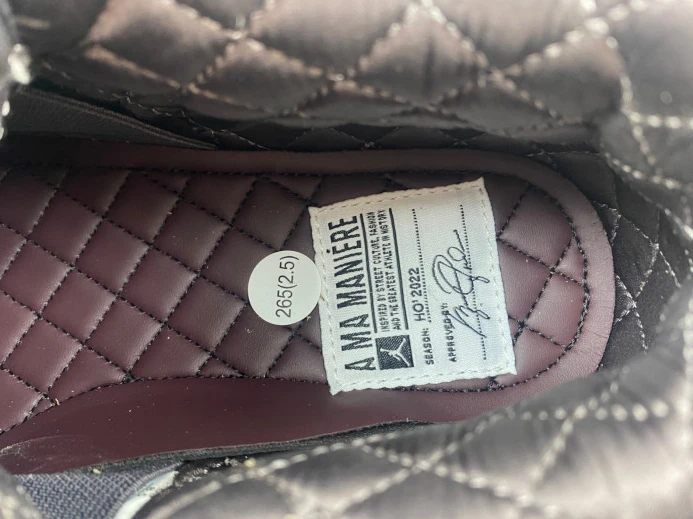 A MA MANIÉRE
INSPIRED BY STREET CULTURE, FASHION
AND THE GREATEST ATHLETE IN HISTORY
SEASON: HO' 2022
APPROVED BY:
265(2.5)